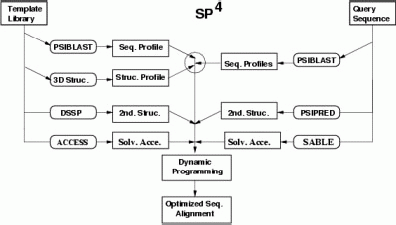 Template
Library
SP4
Query
Sequence
PSIBLAST
Seq. Profile
Seq. Profiles
PSIBLAST
3D Struc.
Struc. Profile
DSSP
2nd. Struc.
2nd. Struc.
PSIPRED
ACCESS
Solv. Acce.
Solv. Acce.
SABLE
Dynamic
Programming
Optimized Seq.
Alignment